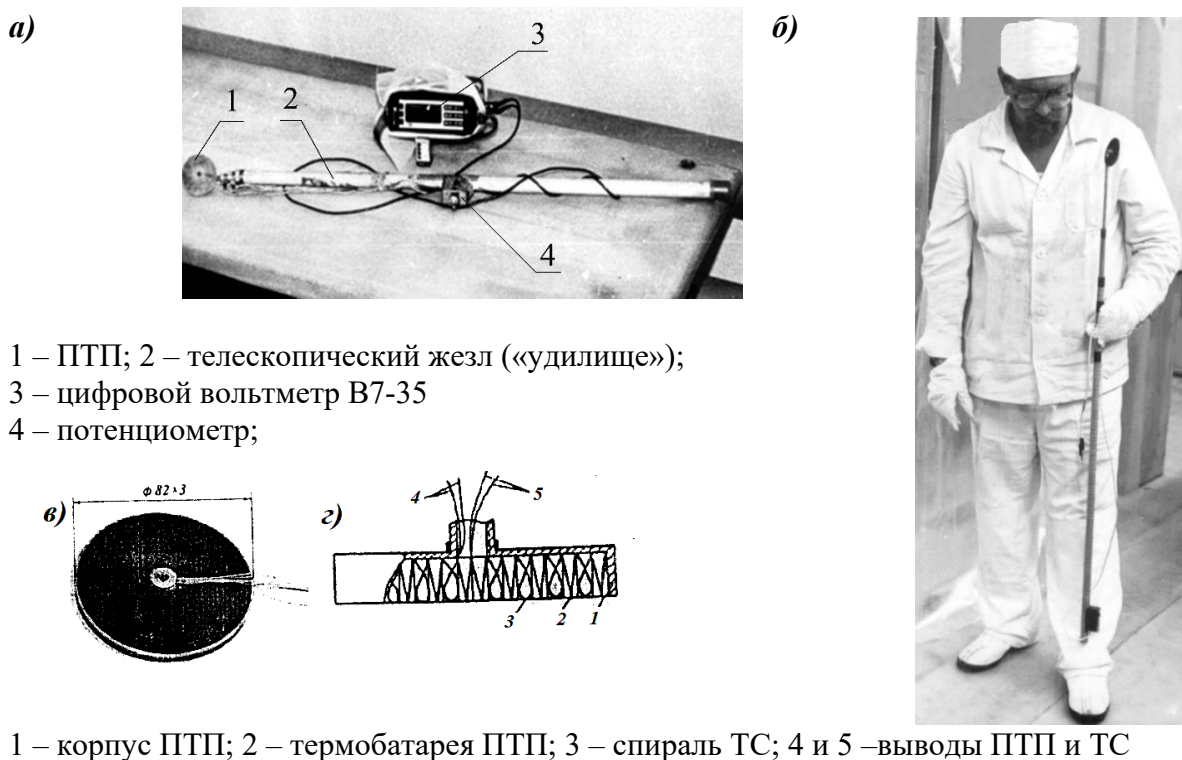 а)
б)
1
2
3
4
1 – ПТП; 2 – телескопический жезл («удилище»);
3 – цифровой вольтметр В7-35
4 – потенциометр;
в)
ф 82×3
г)
4
5
3
2
1
1 – корпус ПТП; 2 – термобатарея ПТП; 3 – спираль ТС; 4 и 5 –выводы ПТП и ТС